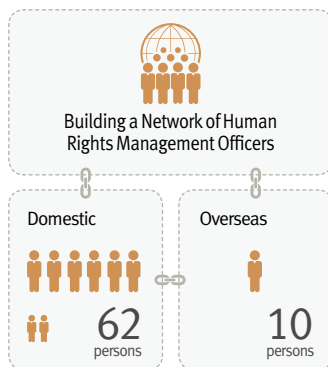 Building a Network of Human
Rights Management Officers
Domestic
62
persons
Overseas
10
persons